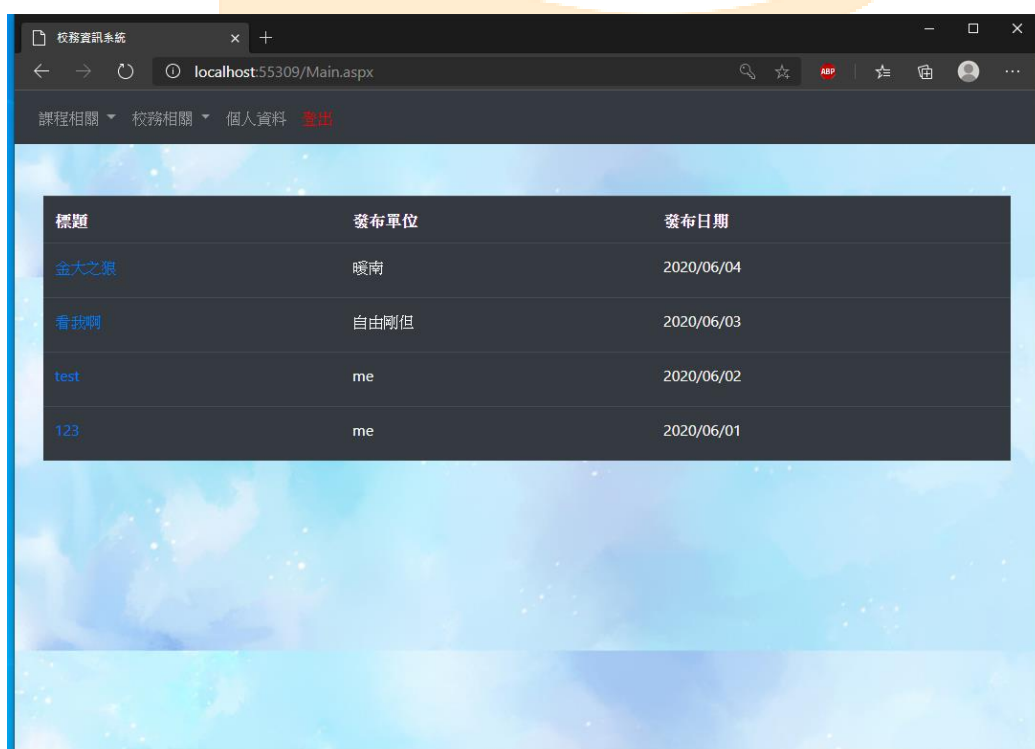 校務資訊系統
localhost:55309/Main.aspx
ABP
課程相關 校務相關 個人資料 登出
標題 發布單位 發布日期
金大之狼 暖南 2020/06/04
看我啊 自由剛但 2020/06/03
test me 2020/06/02
123 me 2020/06/01